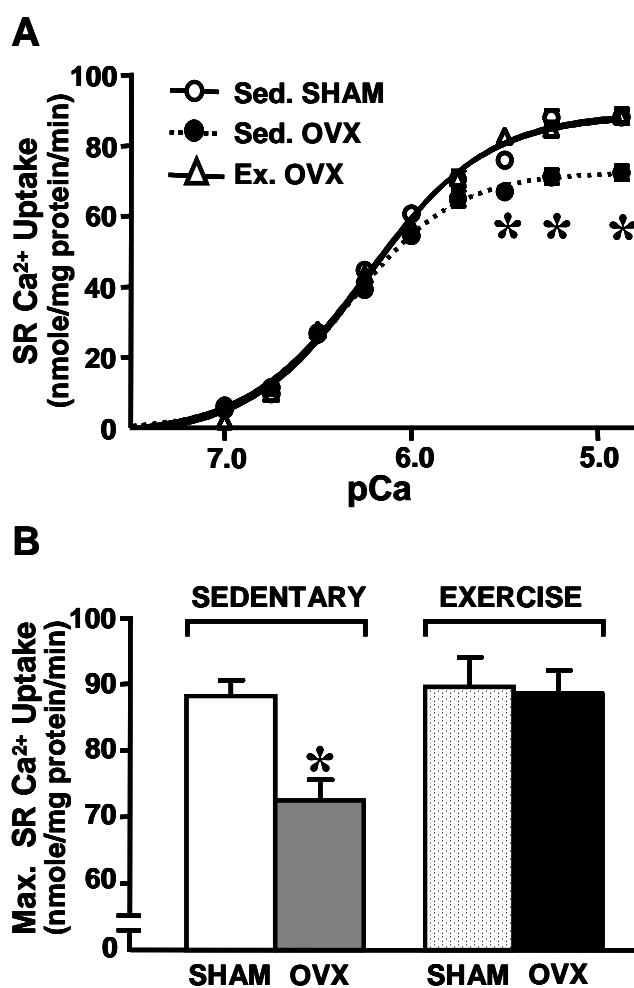 A
SR Ca2+ Uptake
(nmole/mg protein/min)
100
80
60
40
20
0
Sed. SHAM
Sed. OVX
Ex. OVX
* * *
7.0 6.0 5.0
pCa
B
Max. SR Ca2+ Uptake
(nmole/mg protein/min)
SEDENTARY EXERCISE
100
90
80
70
60
0
*
SHAM OVX SHAM OVX